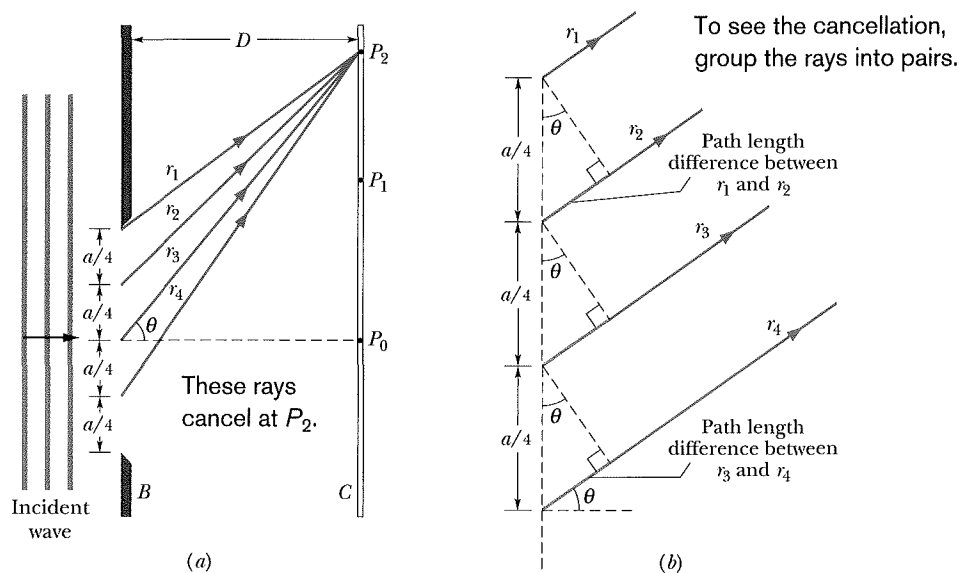 D
P2
r1
r2
r3
r4
P1
a/4
a/4
θ
P0
a/4
a/4
These rays
cancel at P2.
B
C
Incident
wave
(a)
To see the cancellation,
group the rays into pairs.
r1
θ
r2
a/4
Path length
difference between
r1 and r2
r3
θ
a/4
r4
θ
a/4
Path length
difference between
r3 and r4
θ
(b)